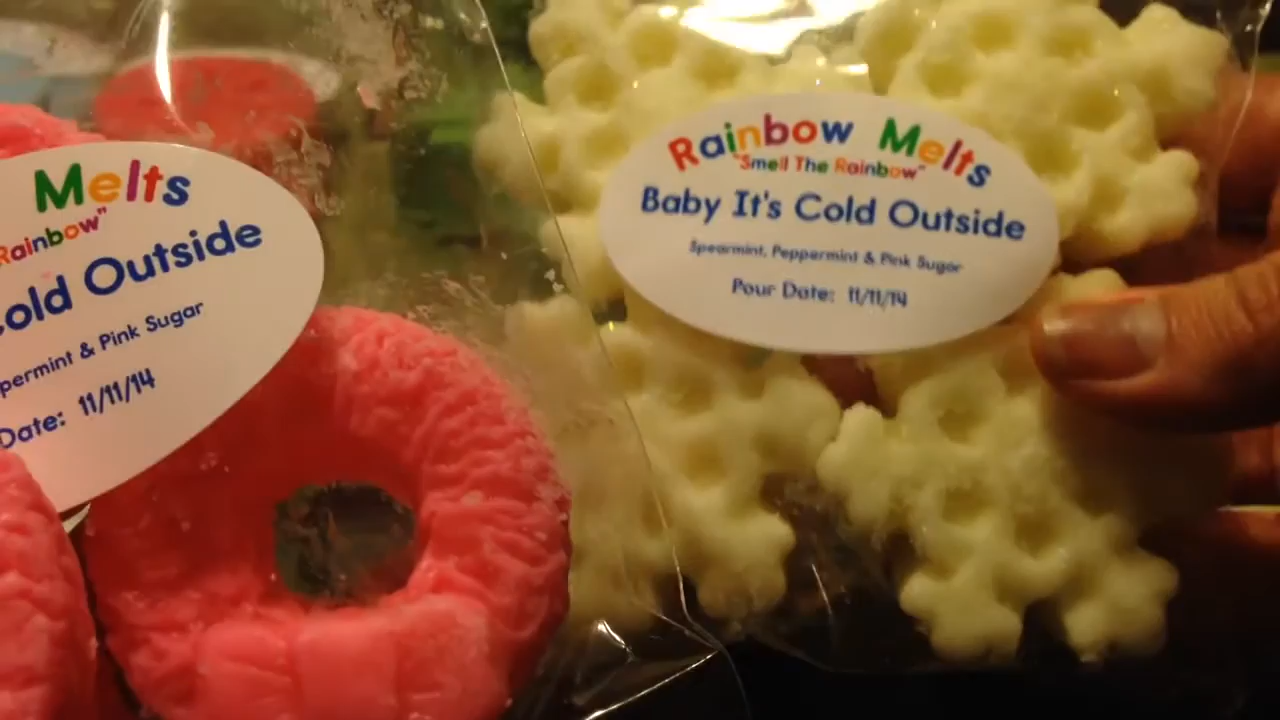 Melts
Rainbow"
Cold Outside
permint & Pink Sugar
Date: 11/11/14
Rainbow Melts
"Smell The Rainbow"
Baby It's Cold Outside
Spearmint, Peppermint & Pink Sugar
Pour Date: 11/11/14